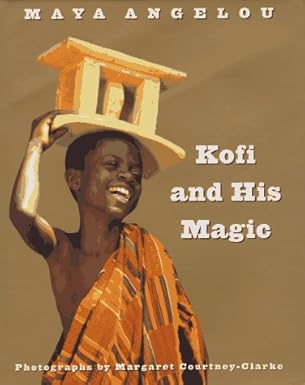 MAYA ANGELOU
Kofi
and His
Magic
Photographs by Margaret Courtney-Clarke